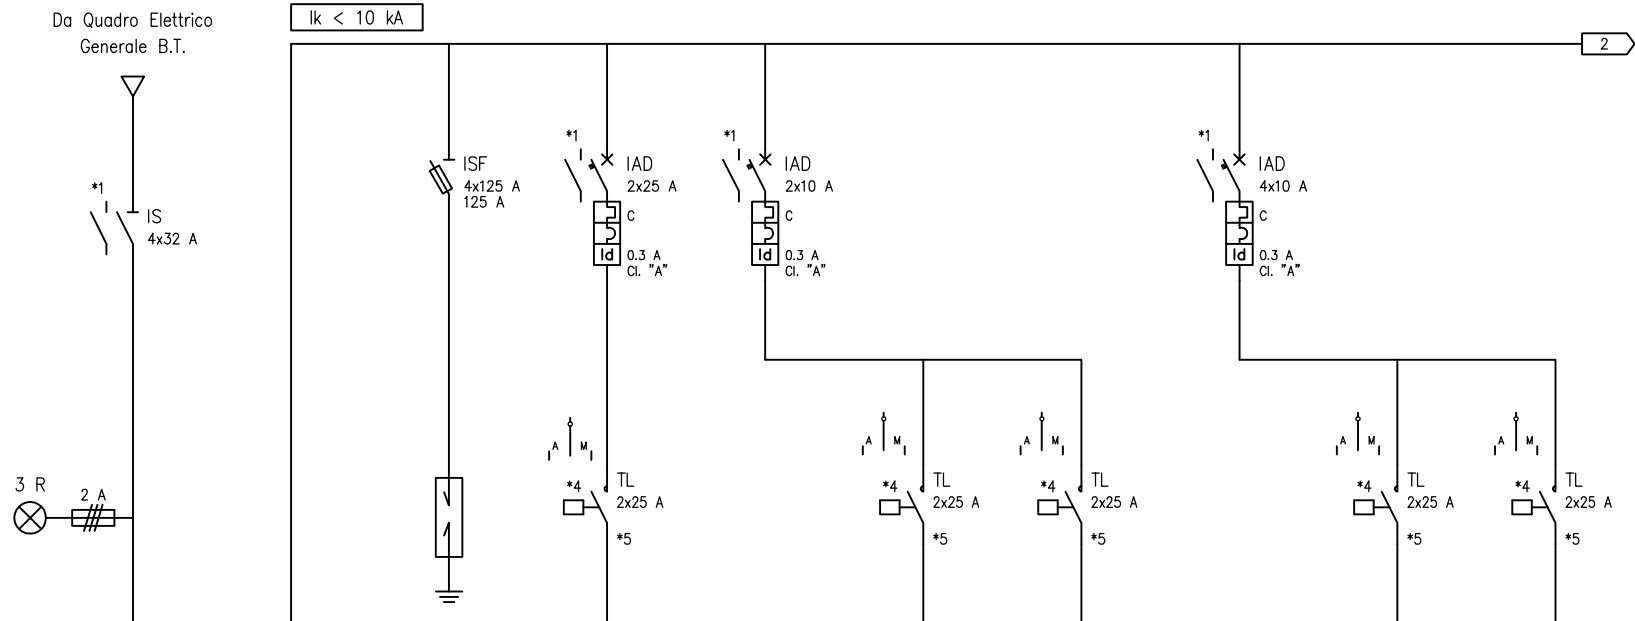 Da Quadro Elettrico
Generale B.T.
Ik < 10 kA
2
*1
IS
4x32 A
3 R
2 A
ISF
4x125 A
125 A
*1
IAD
2x25 A
C
Id
0.3 A
Cl. "A"
*1
IAD
2x10 A
C
Id
0.3 A
Cl. "A"
*1
IAD
4x10 A
C
Id
0.3 A
Cl. "A"
A M
*4
TL
2x25 A
*5
A M
*4
TL
2x25 A
*5
A M
*4
TL
2x25 A
*5
A M
*4
TL
2x25 A
*5
A M
*4
TL
2x25 A
*5